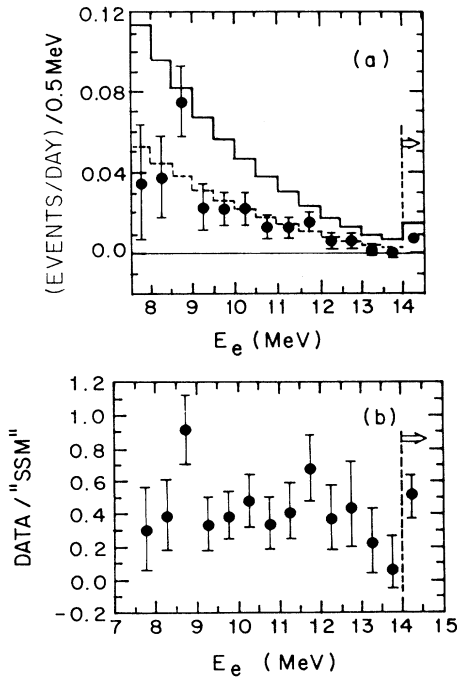 (EVENTS/DAY)/0.5MeV
0.12
0.08
0.04
0.0
(a)
8 9 10 11 12 13 14
Ee (MeV)
DATA/"SSM"
1.2
1.0
0.8
0.6
0.4
0.2
0.0
-0.2
(b)
7 8 9 10 11 12 13 14 15
Ee (MeV)